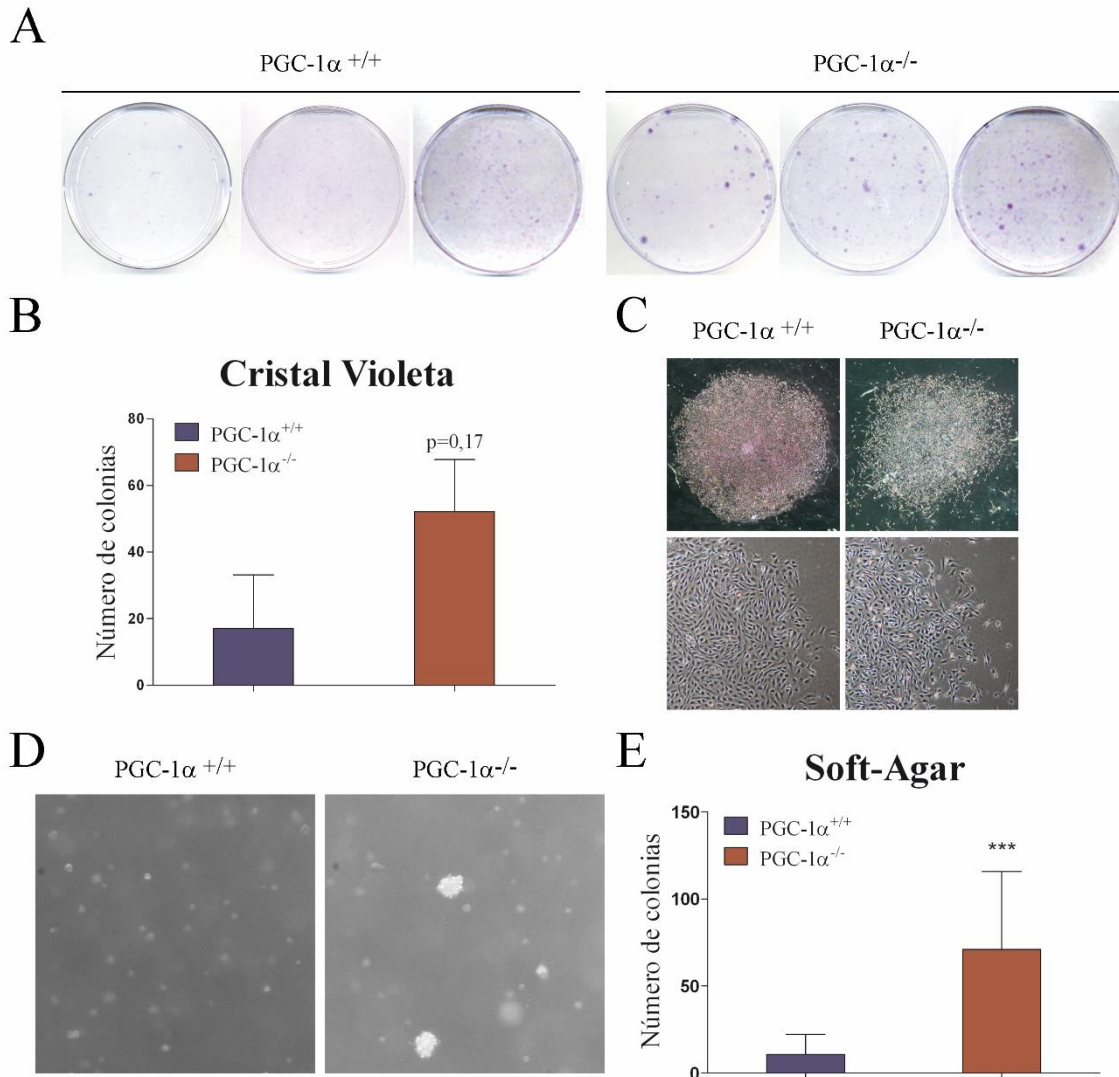 A
PGC-1α +/+
PGC-1α-/-
B
Cristal Violeta
PGC-1α+/+
PGC-1α-/-
p=0,17
Número de colonias
80
60
40
20
0
C
PGC-1α +/+
PGC-1α-/-
D
PGC-1α +/+
PGC-1α-/-
E
Soft-Agar
PGC-1α+/+
PGC-1α-/-
***
Número de colonias
150
100
50
0